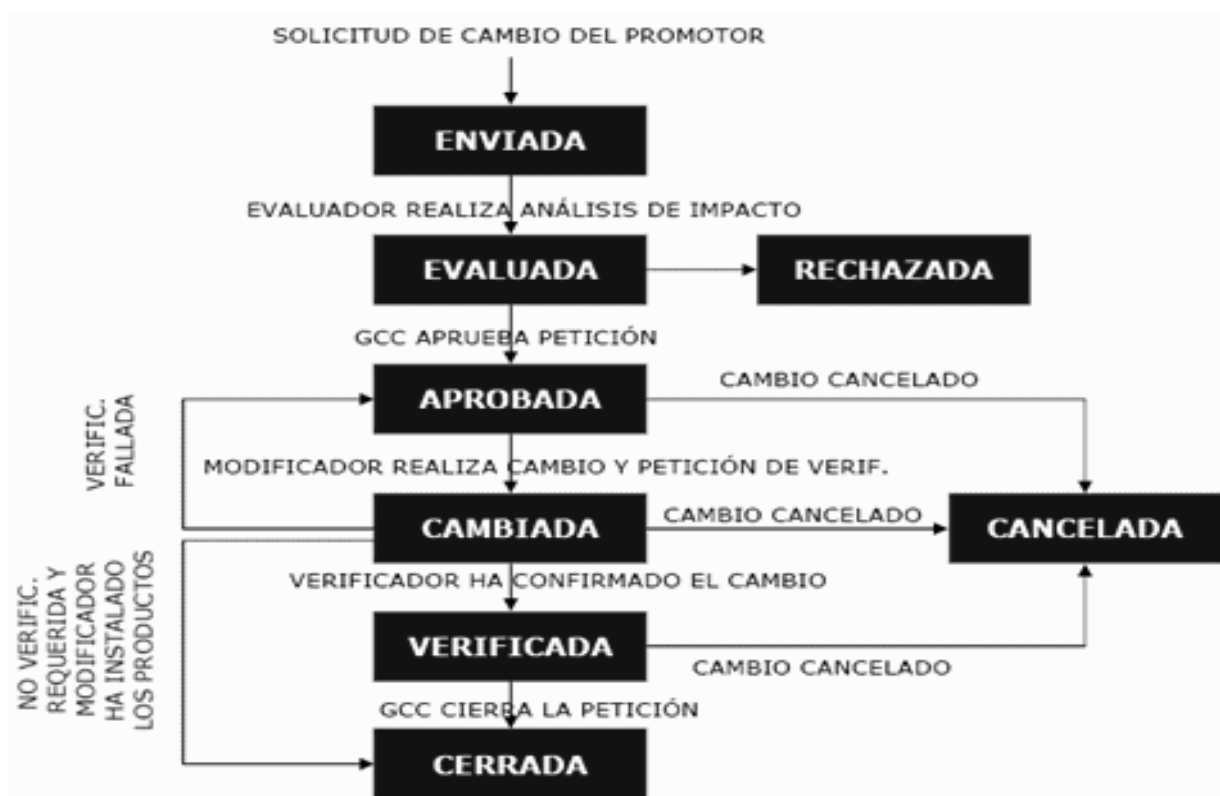 SOLICITUD DE CAMBIO DEL PROMOTOR
ENVIADA
EVALUADOR REALIZA ANÁLISIS DE IMPACTO
EVALUADA
RECHAZADA
GCC APRUEBA PETICIÓN
APROBADA
CAMBIO CANCELADO
VERIFIC.
FALLADA
MODIFICADOR REALIZA CAMBIO Y PETICIÓN DE VERIF.
CAMBIADA
CAMBIO CANCELADO
CANCELADA
NO VERIFIC.
REQUERIDA Y
MODIFICADOR
HA INSTALADO
LOS PRODUCTOS
VERIFICADOR HA CONFIRMADO EL CAMBIO
VERIFICADA
CAMBIO CANCELADO
GCC CIERRA LA PETICIÓN
CERRADA